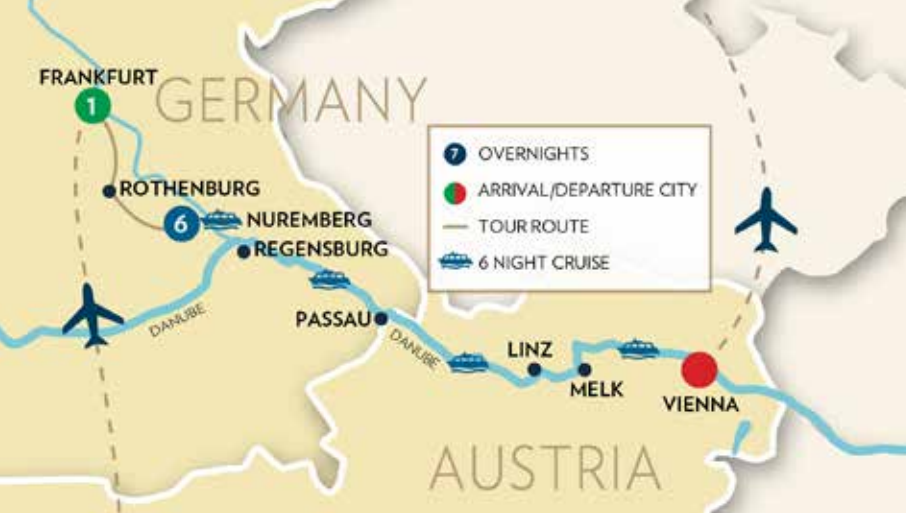 FRANKFURT
1
GERMANY
ROTHENBURG
6
NUREMBERG
REGENSBURG
DANUBE
PASSAU
DANUBE
LINZ
MELK
VIENNA
AUSTRIA
7 OVERNIGHTS
ARRIVAL/DEPARTURE CITY
TOUR ROUTE
6 NIGHT CRUISE